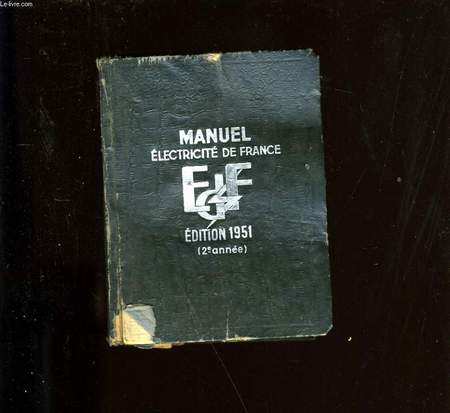 Le-livre.com
MANUEL
ÉLECTRICITÉ DE FRANCE
EdF
ÉDITION 1951
(2e année)